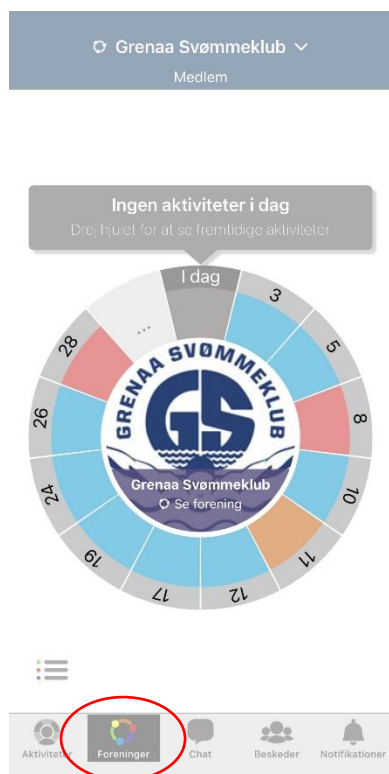 Grenaa Svømmeklub
Medlem
Ingen aktiviteter i dag
Drej hjulet for at se fremtidige aktiviteter
I dag
3
5
8
10
11
12
17
19
24
26
28
...
GRENAA SVØMMEKLUB
GS
Grenaa Svømmeklub
Se forening
Aktiviteter
Foreninger
Chat
Beskeder
Notifikationer